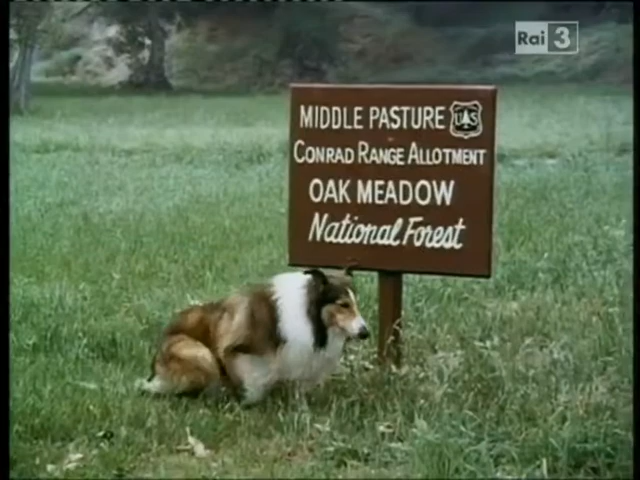 Rai 3
MIDDLE PASTURE US
CONRAD RANGE ALLOTMENT
OAK MEADOW
National Forest